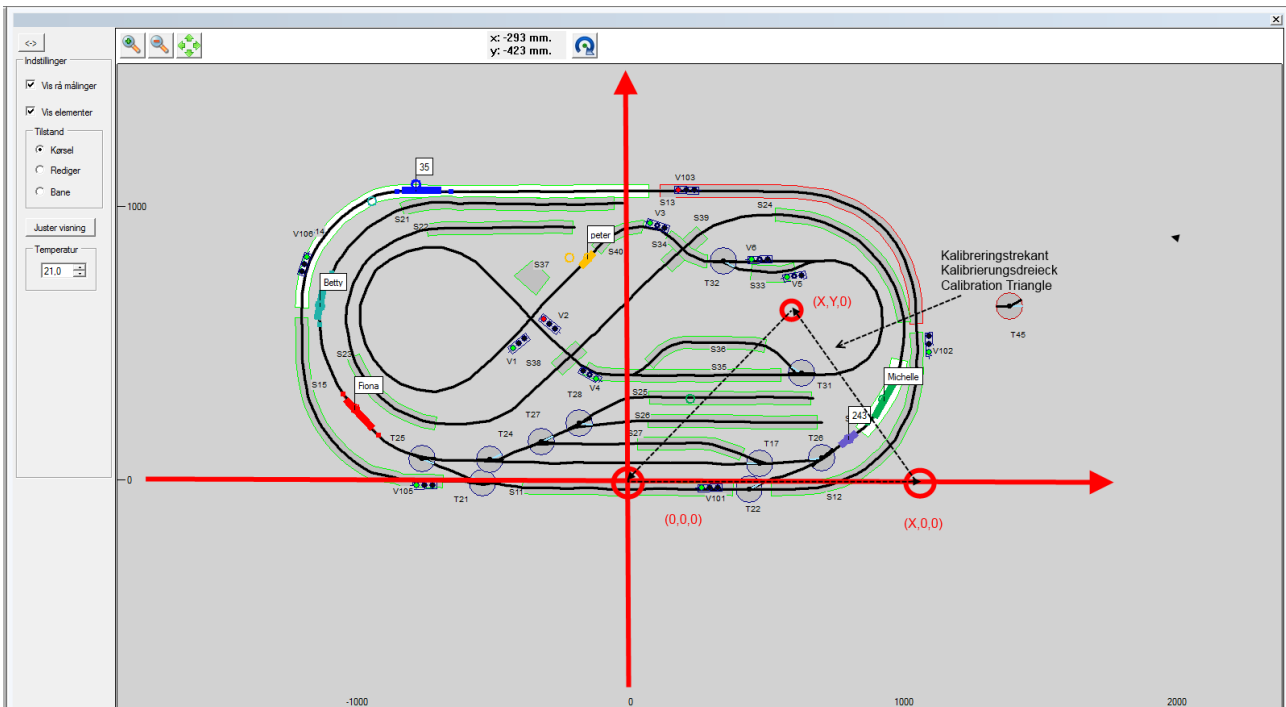 x: -293 mm.
y: -423 mm.
<->
Indstillinger
Vis rå målinger
Vis elementer
Tilstand
Kørsel
Rediger
Bane
Juster visning
Temperatur
21,0
1000
0
-1000
0
1000
2000
35
V103
S13
S39
S24
V3
S21
S22
peter
S34
S40
V6
V106
14
S37
T32
S33
V5
Betty
Kalibreringstrekant
Kalibrierungsdreieck
Calibration Triangle
(X,Y,0)
T45
V2
V1
S38
S23
S36
S35
V102
S15
Fiona
V4
T31
Michelle
T28
S25
T27
S26
243
S
T25
T24
S27
T17
T26
V105
T21
S11
V101
T22
S12
(0,0,0)
(X,0,0)